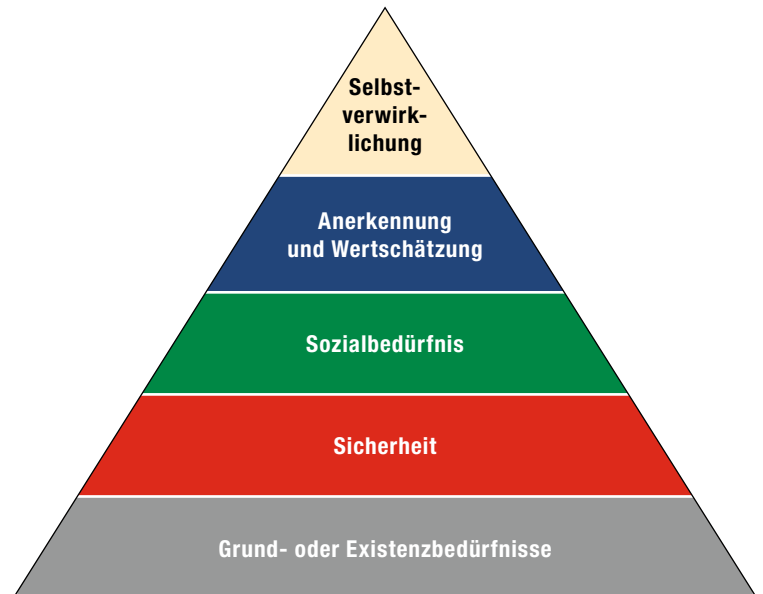 Selbst-
verwirk-
lichung
Anerkennung
und Wertschätzung
Sozialbedürfnis
Sicherheit
Grund- oder Existenzbedürfnisse